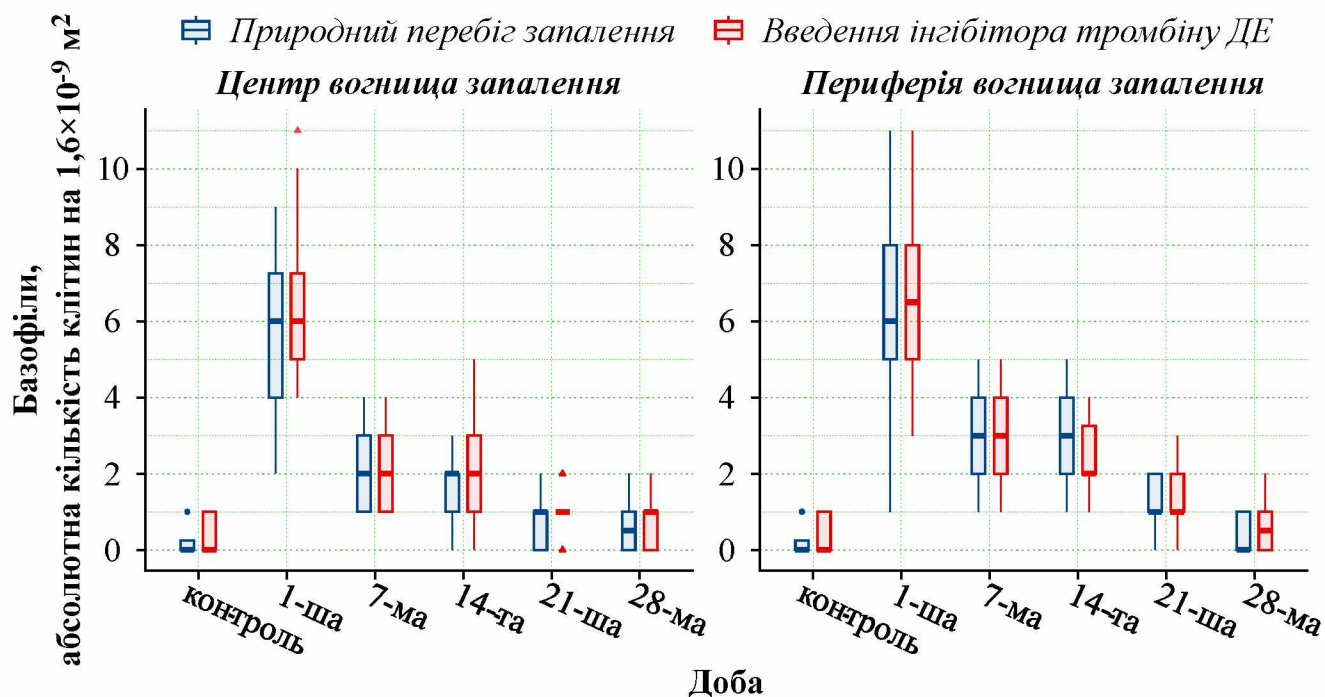 Природний перебіг запалення Введення інгібітора тромбіну ДЕ
Центр вогнища запалення Периферія вогнища запалення
Базофіли,
абсолютна кількість клітин на 1,6×10⁻⁹ м²
10 10
8 8
6 6
4 4
2 2
0 0
контроль 1-ша 7-ма 14-та 21-ша 28-ма контроль 1-ша 7-ма 14-та 21-ша 28-ма
Доба